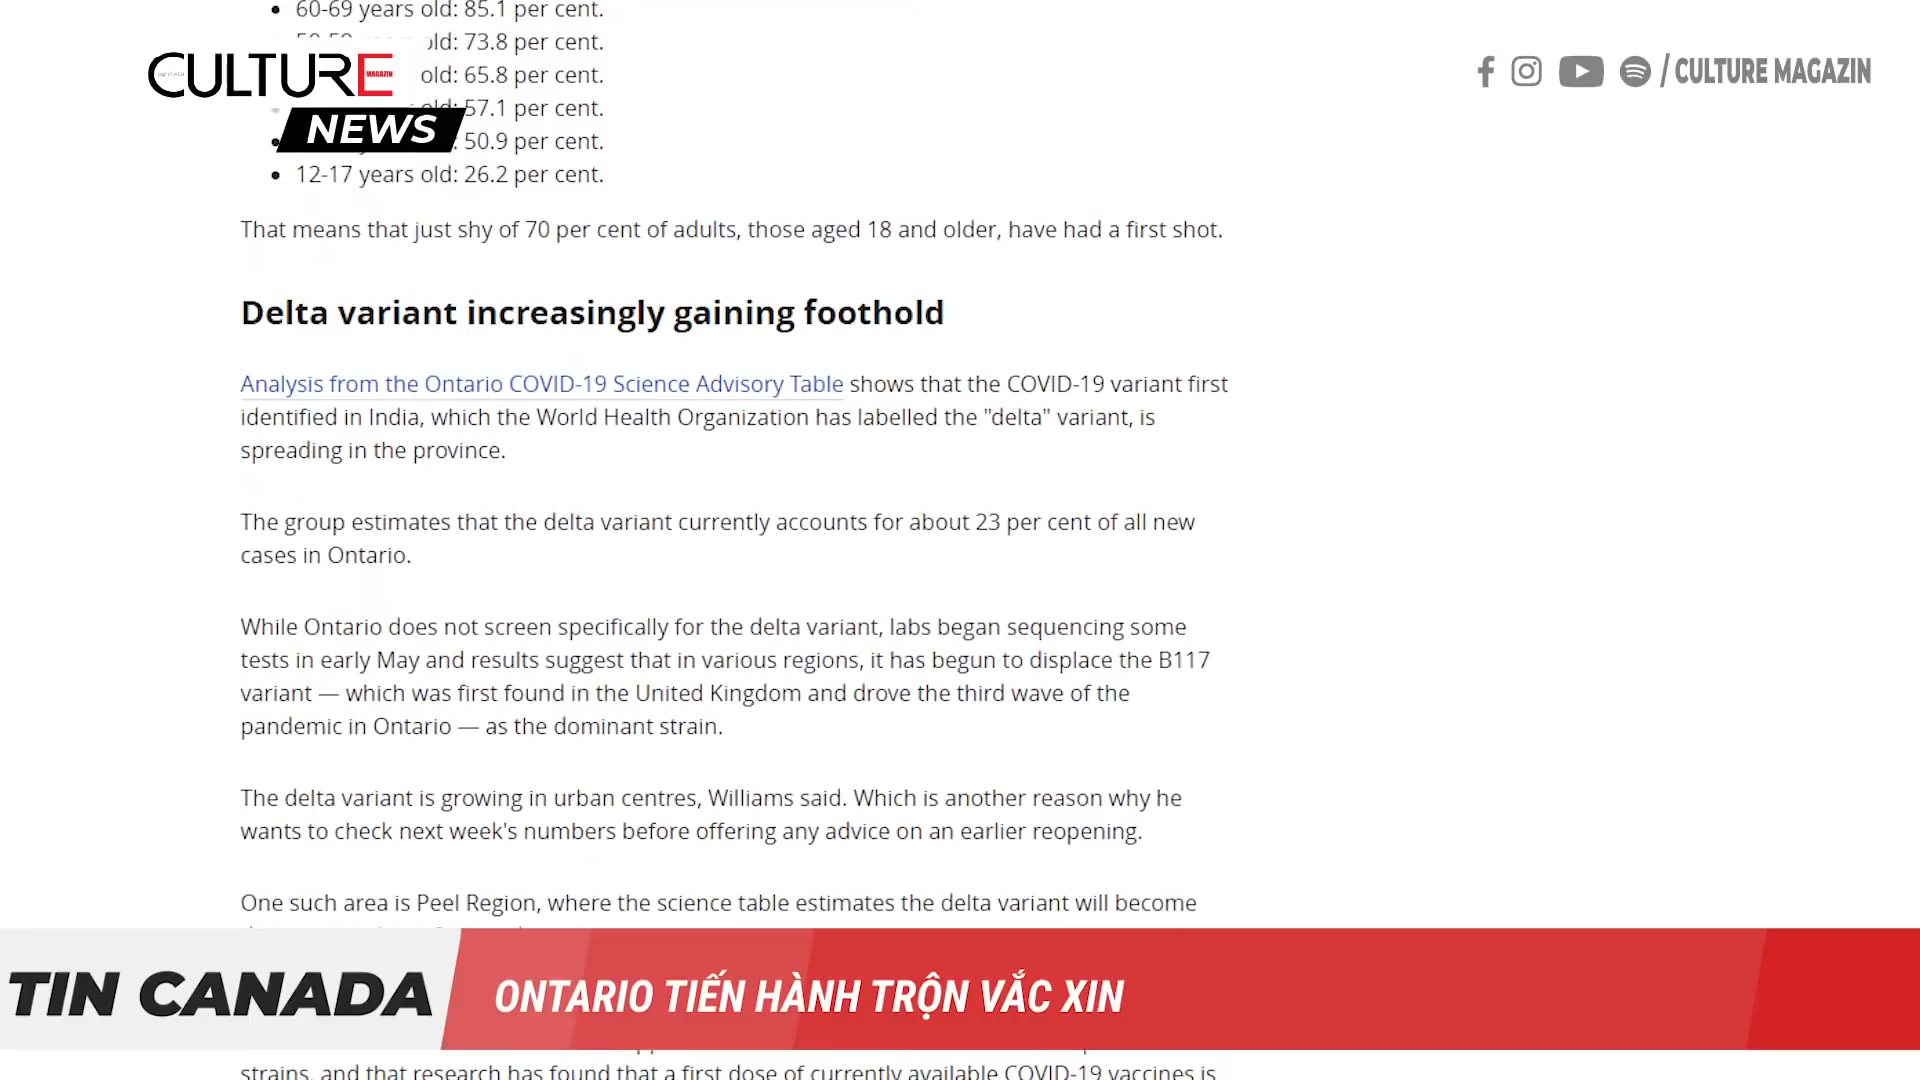 60-69 years old: 85.1 per cent.
old: 73.8 per cent.
old: 65.8 per cent.
old: 57.1 per cent.
50.9 per cent.
12-17 years old: 26.2 per cent.
CULTURE
MAGAZIN
NEWS
/ CULTURE MAGAZIN
That means that just shy of 70 per cent of adults, those aged 18 and older, have had a first shot.
Delta variant increasingly gaining foothold
Analysis from the Ontario COVID-19 Science Advisory Table shows that the COVID-19 variant first
identified in India, which the World Health Organization has labelled the "delta" variant, is
spreading in the province.
The group estimates that the delta variant currently accounts for about 23 per cent of all new
cases in Ontario.
While Ontario does not screen specifically for the delta variant, labs began sequencing some
tests in early May and results suggest that in various regions, it has begun to displace the B117
variant — which was first found in the United Kingdom and drove the third wave of the
pandemic in Ontario — as the dominant strain.
The delta variant is growing in urban centres, Williams said. Which is another reason why he
wants to check next week's numbers before offering any advice on an earlier reopening.
One such area is Peel Region, where the science table estimates the delta variant will become
TIN CANADA
ONTARIO TIẾN HÀNH TRỘN VẮC XIN
strains, and that research has found that a first dose of currently available COVID-19 vaccines is